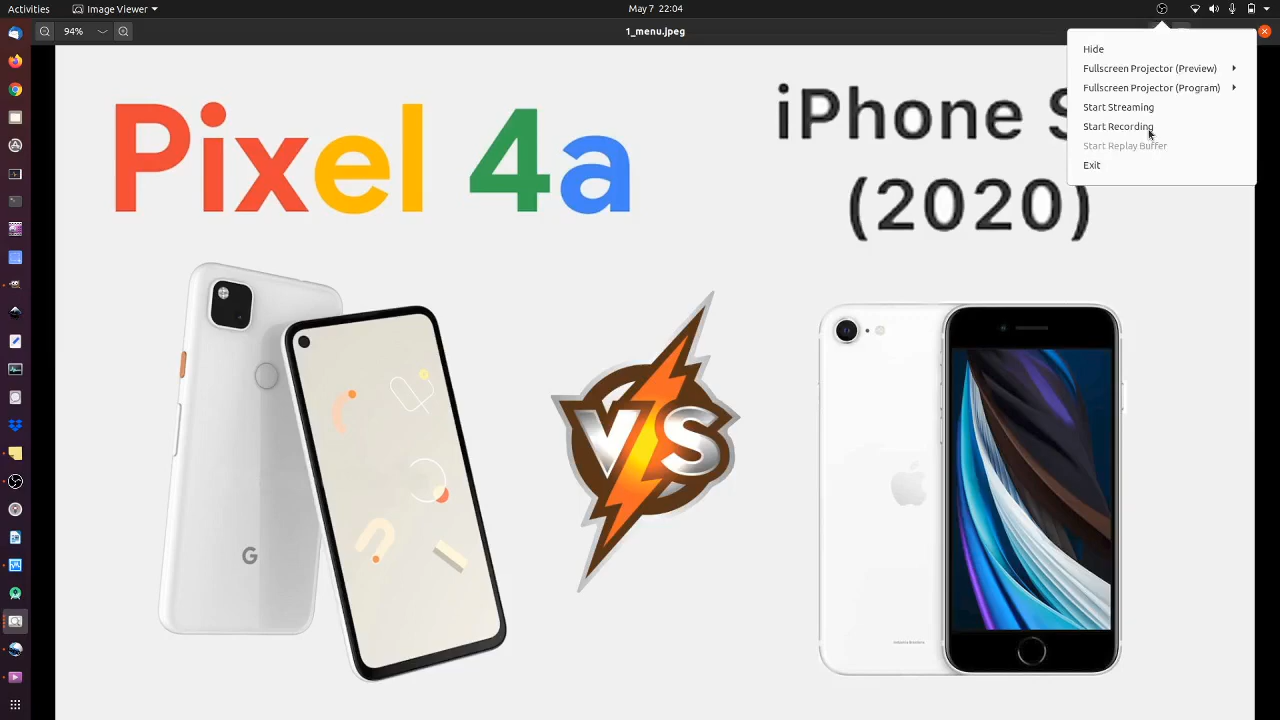 Activities
Image Viewer
May 7 22:04
94%
1_menu.jpeg
Hide
Fullscreen Projector (Preview)
Fullscreen Projector (Program)
Start Streaming
Start Recording
Start Replay Buffer
Exit
Pixel 4a
iPhone S
(2020)
G
VS